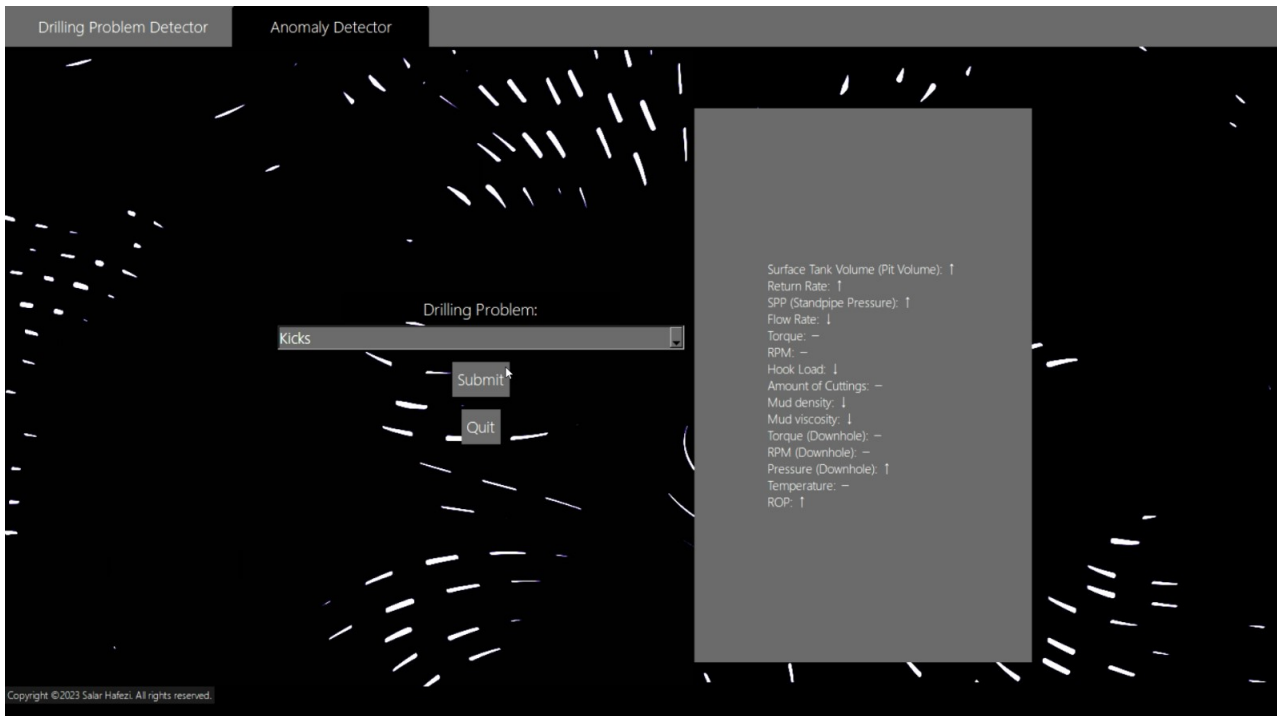 Drilling Problem Detector
Anomaly Detector
Drilling Problem:
Kicks
Submit
Quit
Surface Tank Volume (Pit Volume): ↑
Return Rate: ↑
SPP (Standpipe Pressure): ↑
Flow Rate: ↓
Torque: −
RPM: −
Hook Load: ↓
Amount of Cuttings: −
Mud density: ↓
Mud viscosity: ↓
Torque (Downhole): −
RPM (Downhole): −
Pressure (Downhole): ↑
Temperature: −
ROP: ↑
Copyright ©2023 Salar Hafezi. All rights reserved.